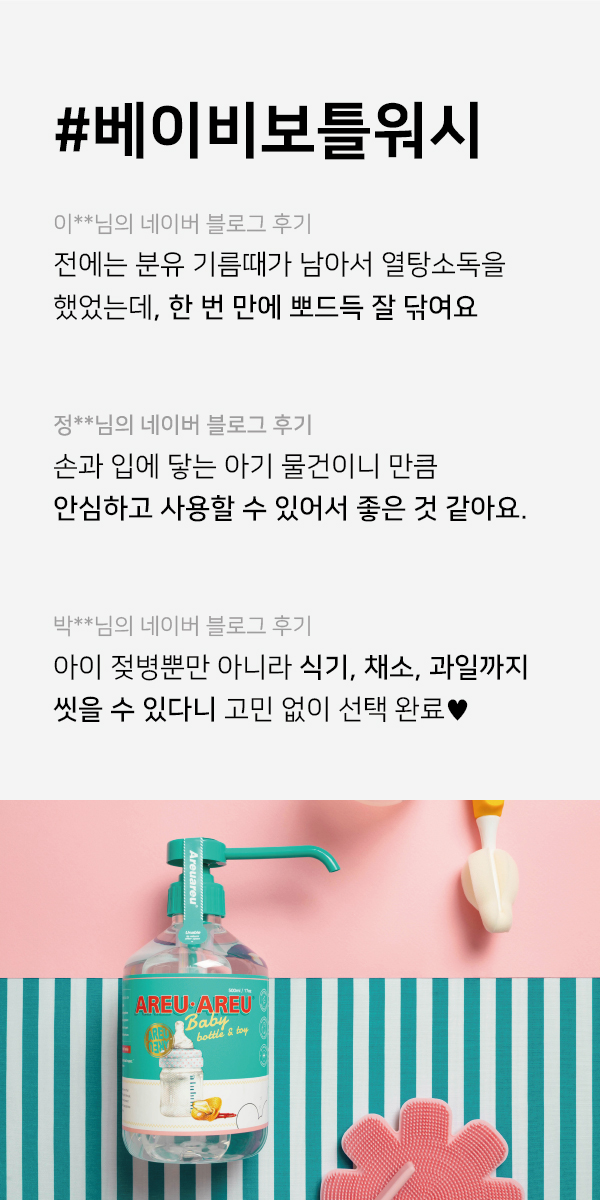 #베이비보틀워시
이**님의 네이버 블로그 후기
전에는 분유 기름때가 남아서 열탕소독을
했었는데, 한 번 만에 뽀드득 잘 닦여요
정**님의 네이버 블로그 후기
손과 입에 닿는 아기 물건이니 만큼
안심하고 사용할 수 있어서 좋은 것 같아요.
박**님의 네이버 블로그 후기
아이 젖병뿐만 아니라 식기, 채소, 과일까지
씻을 수 있다니 고민 없이 선택 완료♥
Areuareu
AREU·AREU
Baby
bottle & toy